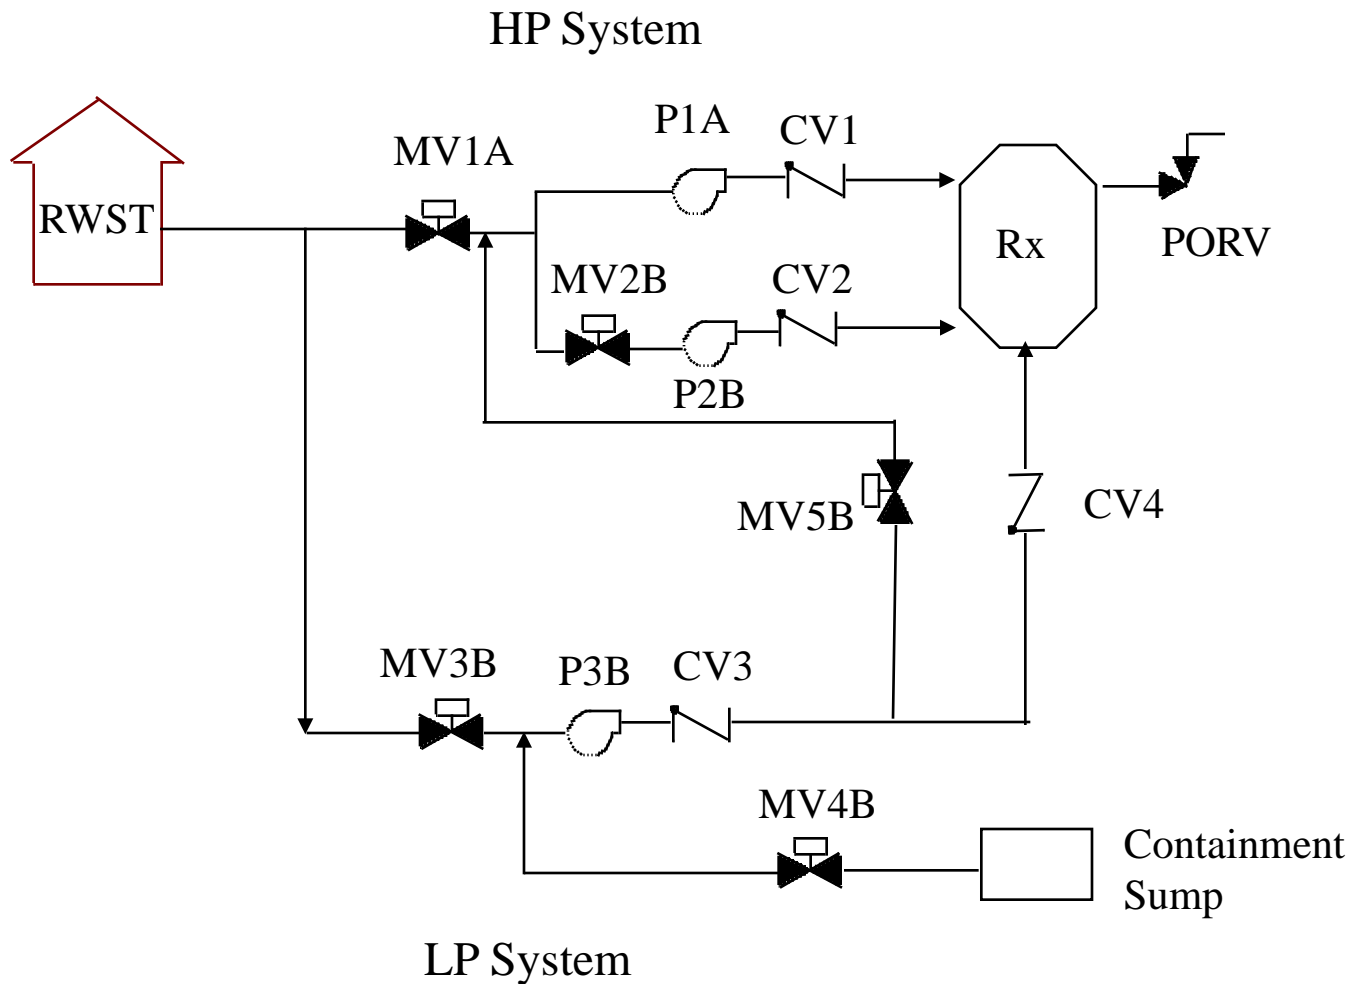 HP System
P1A
CV1
MV1A
RWST
Rx
PORV
MV2B
CV2
P2B
MV5B
CV4
MV3B
P3B
CV3
MV4B
Containment
Sump
LP System